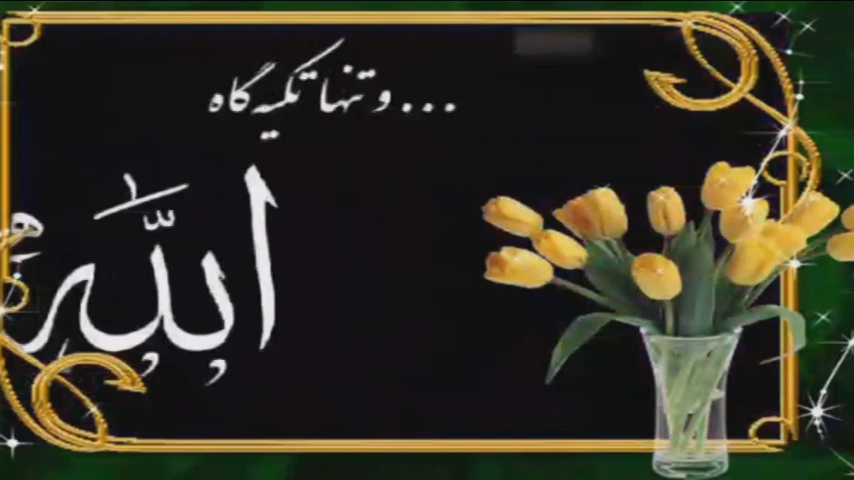 ... و تنها تکیه گاه
الله